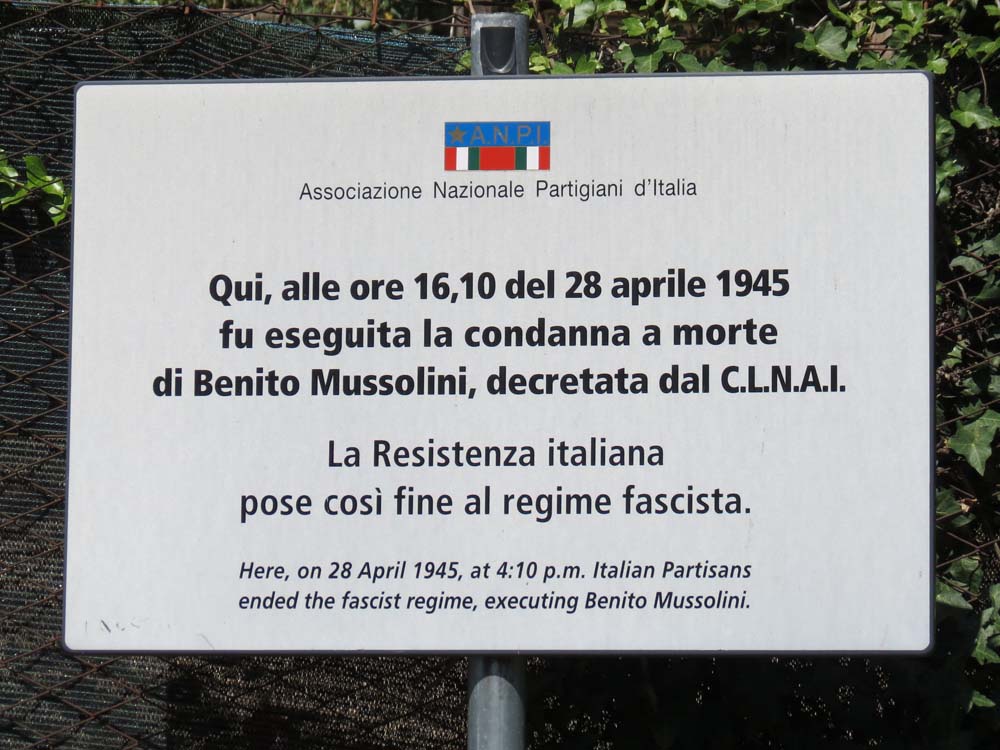 A.N.P.I.
Associazione Nazionale Partigiani d'Italia
Qui, alle ore 16,10 del 28 aprile 1945
fu eseguita la condanna a morte
di Benito Mussolini, decretata dal C.L.N.A.I.
La Resistenza italiana
pose così fine al regime fascista.
Here, on 28 April 1945, at 4:10 p.m. Italian Partisans
ended the fascist regime, executing Benito Mussolini.